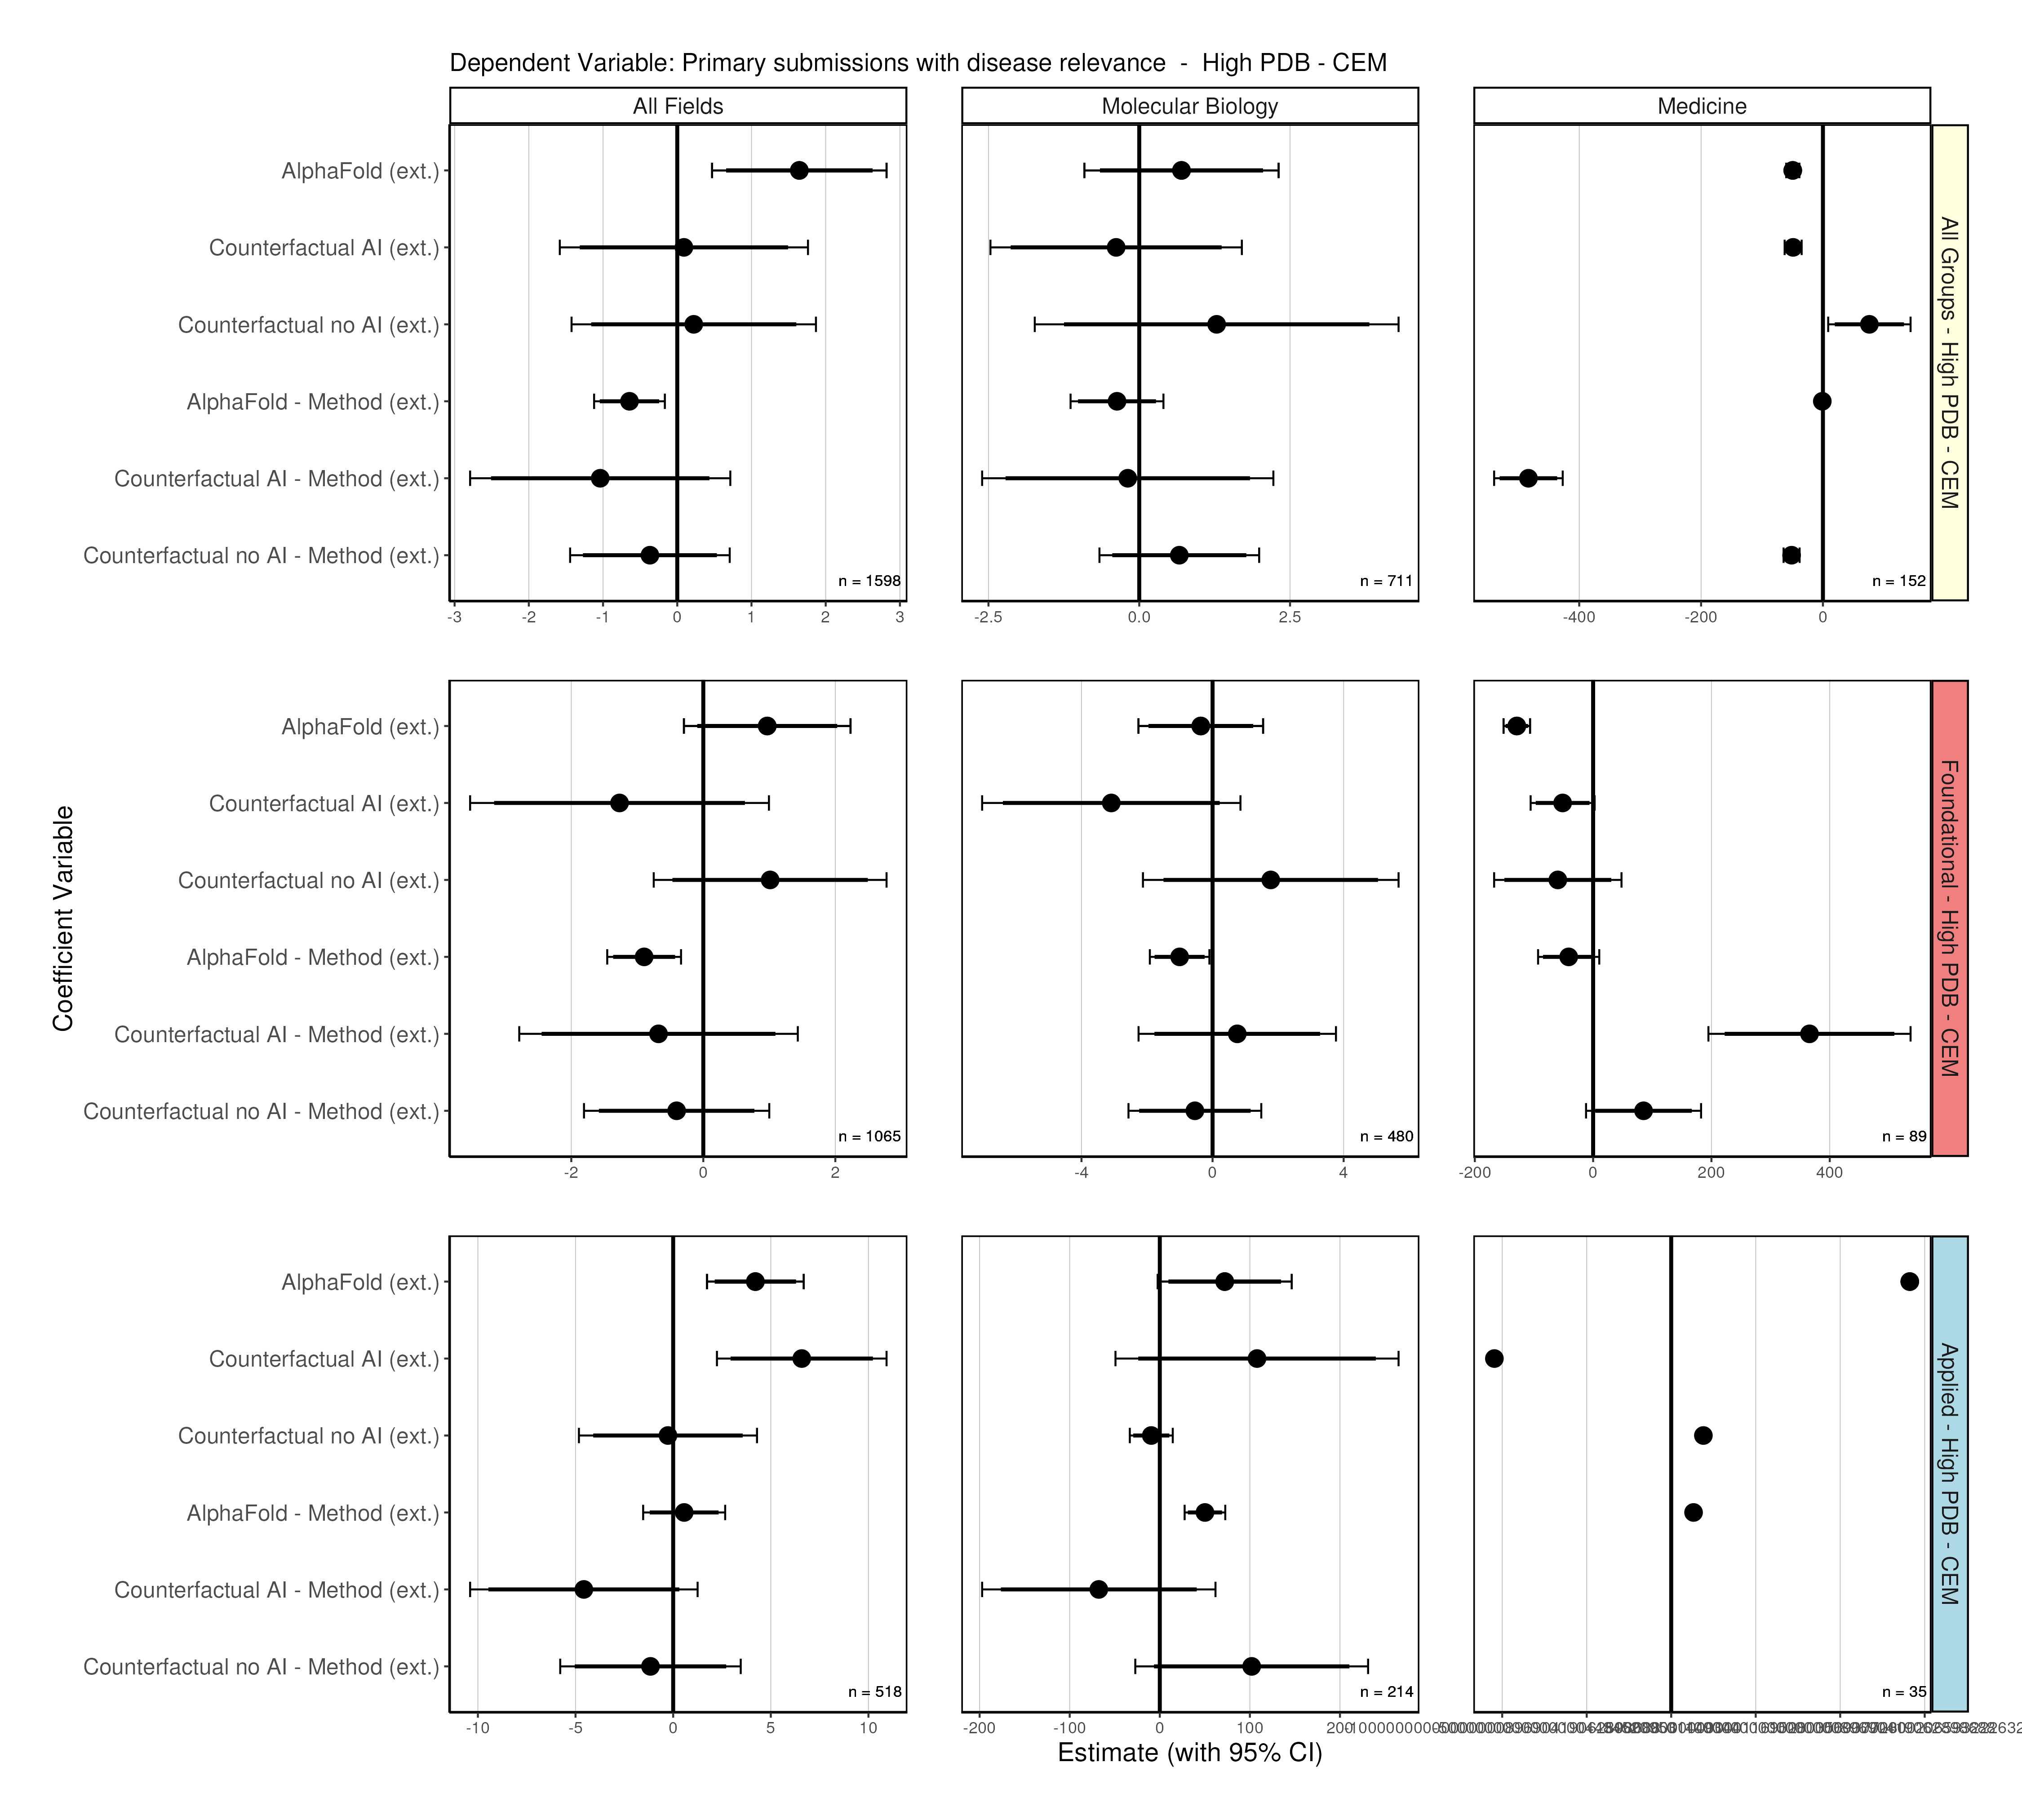 Dependent Variable: Primary submissions with disease relevance - High PDB - CEM
All Fields
Molecular Biology
Medicine
AlphaFold (ext.)
Counterfactual AI (ext.)
Counterfactual no AI (ext.)
AlphaFold - Method (ext.)
Counterfactual AI - Method (ext.)
Counterfactual no AI - Method (ext.)
n = 1598
n = 711
n = 152
All Groups - High PDB - CEM
-3 -2 -1 0 1 2 3
-2.5 0.0 2.5
-400 -200 0
Coefficient Variable
AlphaFold (ext.)
Counterfactual AI (ext.)
Counterfactual no AI (ext.)
AlphaFold - Method (ext.)
Counterfactual AI - Method (ext.)
Counterfactual no AI - Method (ext.)
n = 1065
n = 480
n = 89
Foundational - High PDB - CEM
-2 0 2
-4 0 4
-200 0 200 400
AlphaFold (ext.)
Counterfactual AI (ext.)
Counterfactual no AI (ext.)
AlphaFold - Method (ext.)
Counterfactual AI - Method (ext.)
Counterfactual no AI - Method (ext.)
n = 518
n = 214
n = 35
Applied - High PDB - CEM
-10 -5 0 5 10
-200 -100 0 100 200
Estimate (with 95% CI)